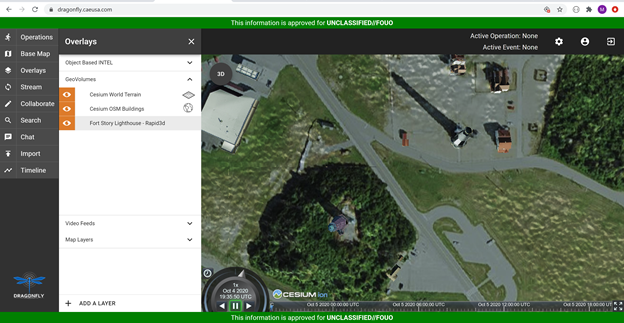 dragonfly.caeusa.com
M
This information is approved for UNCLASSIFIED//FOUO
Operations
Base Map
Overlays
Stream
Collaborate
Search
Chat
Import
Timeline
DRAGONFLY
Overlays
Object Based INTEL
GeoVolumes
Cesium World Terrain
Cesium OSM Buildings
Fort Story Lighthouse - Rapid3d
Video Feeds
Map Layers
+ ADD A LAYER
Active Operation: None
Active Event: None
3D
1x
Oct 4 2020
19:35:50 UTC
CESIUM ion
Oct 5 2020 00:00:00 UTC
Oct 5 2020 06:00:00 UTC
Oct 5 2020 12:00:00 UTC
Oct 5 2020 18:00:00 UTC
This information is approved for UNCLASSIFIED//FOUO